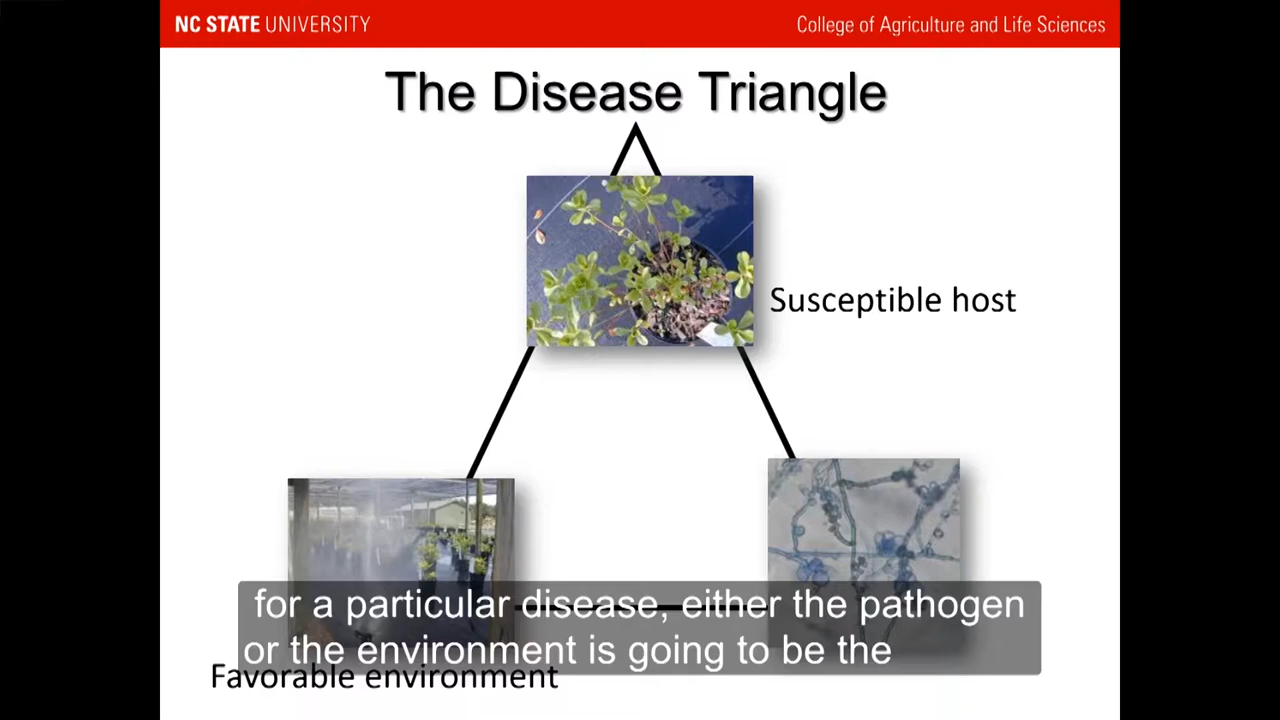 NC STATE UNIVERSITY
College of Agriculture and Life Sciences
The Disease Triangle
Susceptible host
for a particular disease, either the pathogen
or the environment is going to be the
Favorable environment